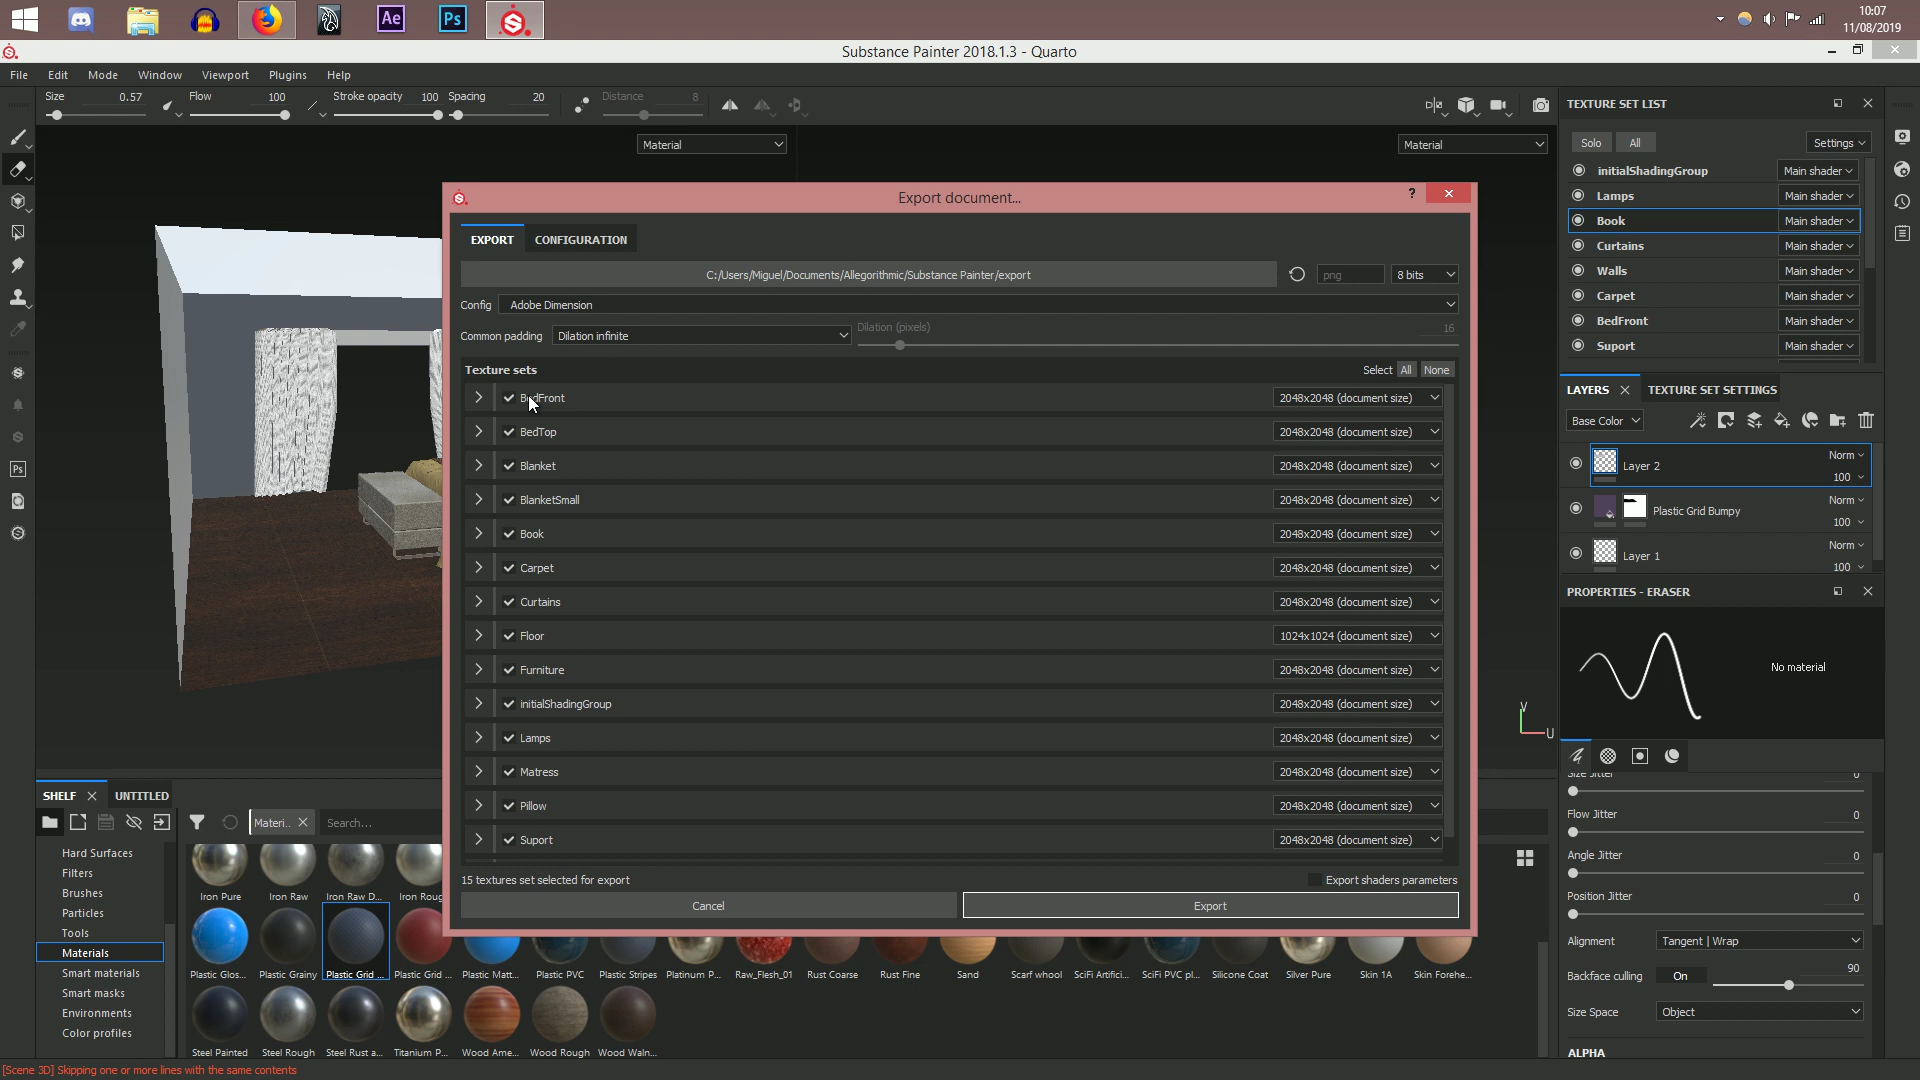 Ae
Ps
10:07
11/08/2019
Substance Painter 2018.1.3 - Quarto
File Edit Mode Window Viewport Plugins Help
Size 0.57 Flow 100 Stroke opacity 100 Spacing 20 Distance 8
Material
Material
TEXTURE SET LIST
Solo All Settings
initialShadingGroup Main shader
Lamps Main shader
Book Main shader
Curtains Main shader
Walls Main shader
Carpet Main shader
BedFront Main shader
Suport Main shader
LAYERS TEXTURE SET SETTINGS
Base Color
Layer 2 Norm
100
Plastic Grid Bumpy Norm
100
Layer 1 Norm
100
PROPERTIES - ERASER
No material
Size Jitter 0
Flow Jitter 0
Angle Jitter 0
Position Jitter 0
Alignment Tangent | Wrap
Backface culling On 90
Size Space Object
ALPHA
Export document...
?
EXPORT CONFIGURATION
C:/Users/Miguel/Documents/Allegorithmic/Substance Painter/export
png 8 bits
Config Adobe Dimension
Common padding Dilation infinite Dilation (pixels) 16
Texture sets Select All None
BedFront 2048x2048 (document size)
BedTop 2048x2048 (document size)
Blanket 2048x2048 (document size)
BlanketSmall 2048x2048 (document size)
Book 2048x2048 (document size)
Carpet 2048x2048 (document size)
Curtains 2048x2048 (document size)
Floor 1024x1024 (document size)
Furniture 2048x2048 (document size)
initialShadingGroup 2048x2048 (document size)
Lamps 2048x2048 (document size)
Matress 2048x2048 (document size)
Pillow 2048x2048 (document size)
Suport 2048x2048 (document size)
15 textures set selected for export Export shaders parameters
Cancel Export
V
U
Ps
SHELF UNTITLED
Materi.. Search...
Hard Surfaces
Filters
Brushes
Particles
Tools
Materials
Smart materials
Smart masks
Environments
Color profiles
Iron Pure Iron Raw Iron Raw D... Iron Roug
Plastic Glos... Plastic Grainy Plastic Grid ... Plastic Grid ... Plastic Matt... Plastic PVC Plastic Stripes Platinum P... Raw_Flesh_01 Rust Coarse Rust Fine Sand Scarf whool SciFi Artifici... SciFi PVC pl... Silicone Coat Silver Pure Skin 1A Skin Forehe...
Steel Painted Steel Rough Steel Rust a... Titanium P... Wood Ame... Wood Rough Wood Waln...
[Scene 3D] Skipping one or more lines with the same contents